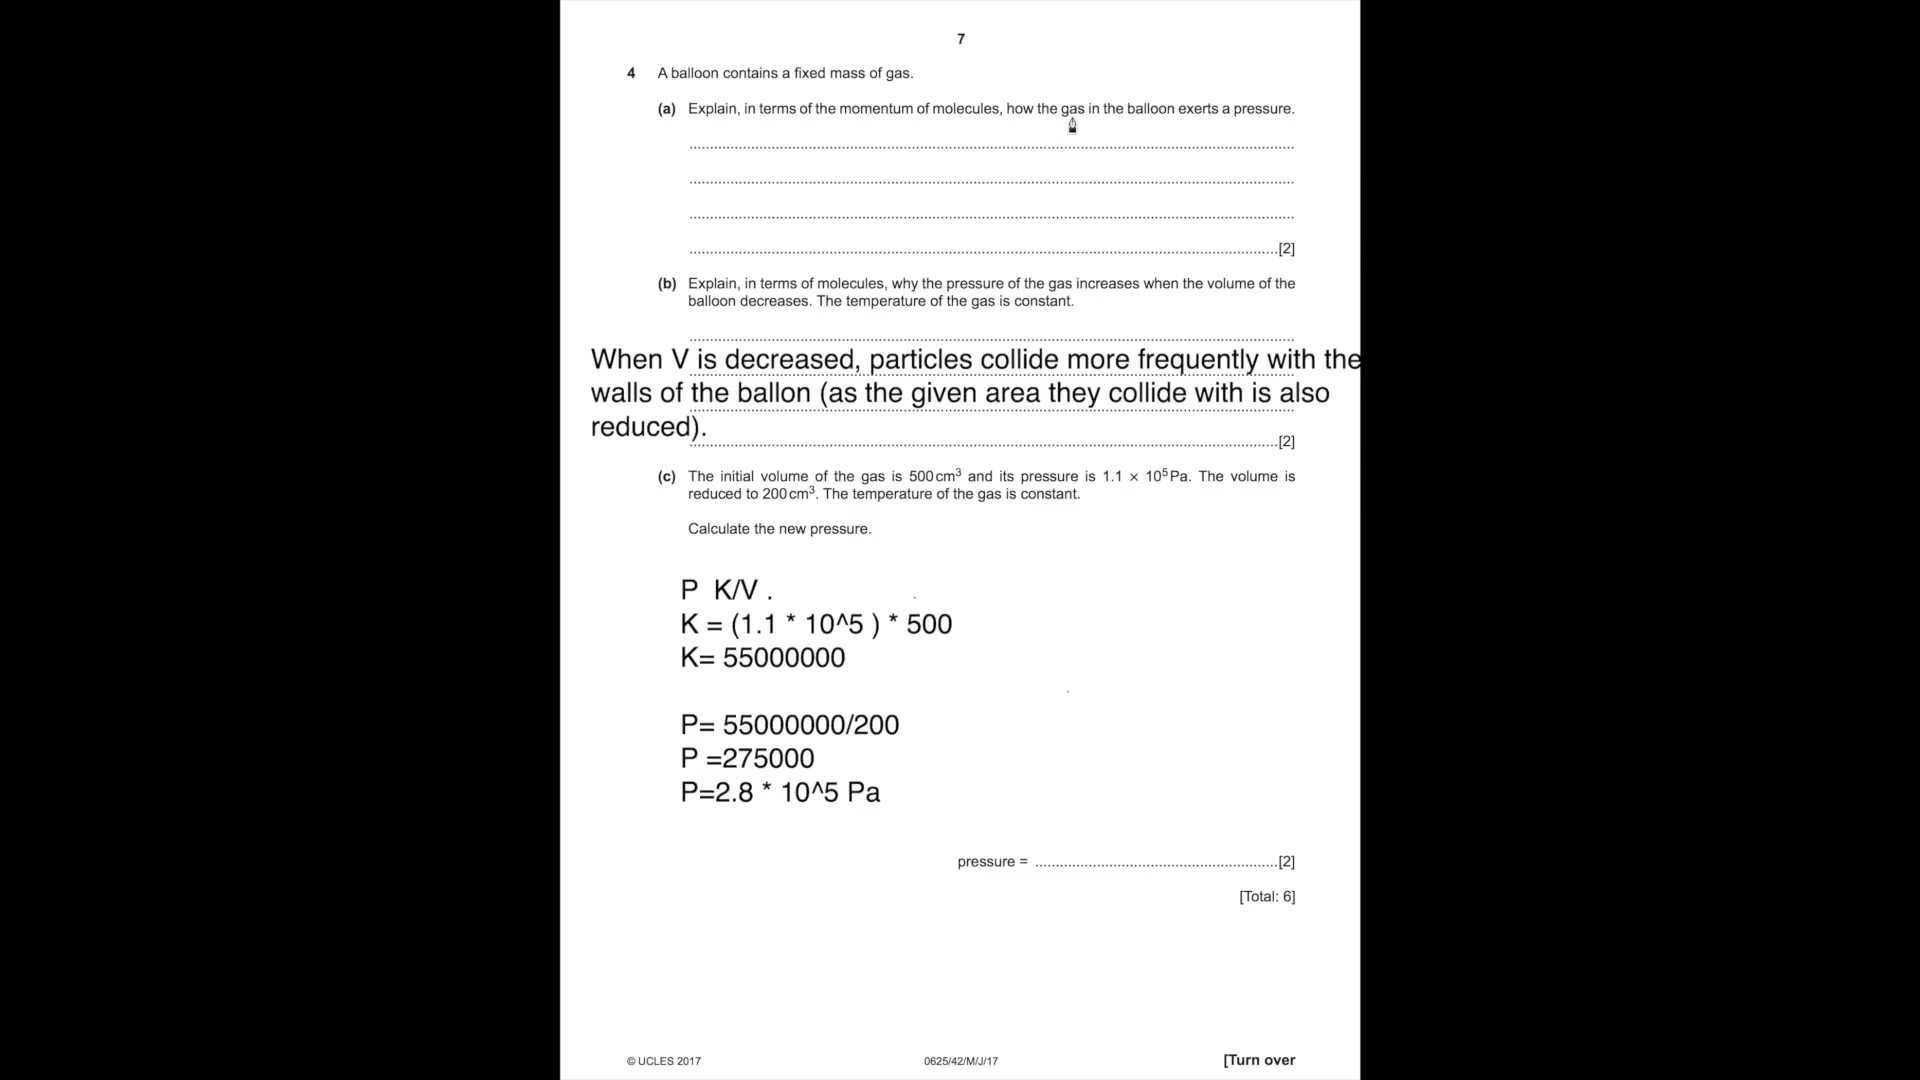 7
4 A balloon contains a fixed mass of gas.
(a) Explain, in terms of the momentum of molecules, how the gas in the balloon exerts a pressure.
[2]
(b) Explain, in terms of molecules, why the pressure of the gas increases when the volume of the
balloon decreases. The temperature of the gas is constant.
When V is decreased, particles collide more frequently with the
walls of the ballon (as the given area they collide with is also
reduced).
[2]
(c) The initial volume of the gas is 500 cm³ and its pressure is 1.1 × 10⁵ Pa. The volume is
reduced to 200 cm³. The temperature of the gas is constant.
Calculate the new pressure.
P K/V .
K = (1.1 * 10^5 ) * 500
K= 55000000
P= 55000000/200
P =275000
P=2.8 * 10^5 Pa
pressure = [2]
[Total: 6]
© UCLES 2017 0625/42/M/J/17 [Turn over